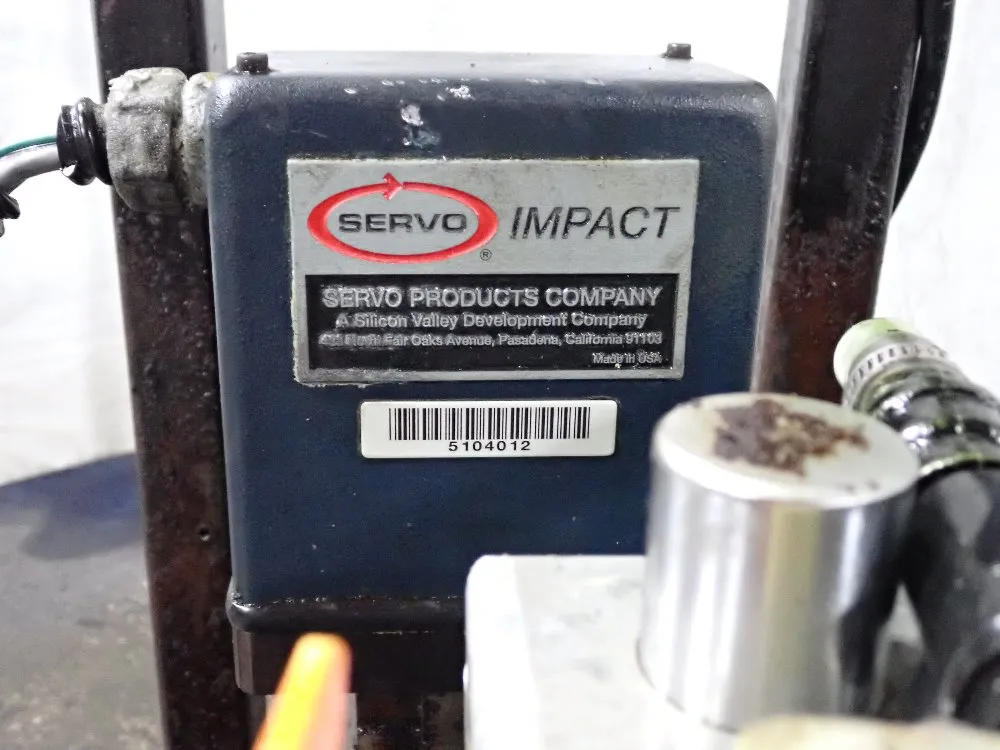 SERVO IMPACT
®
SERVO PRODUCTS COMPANY
A Silicon Valley Development Company
Fair Oaks Avenue, Pasadena, California 91103
Made in USA
5104012